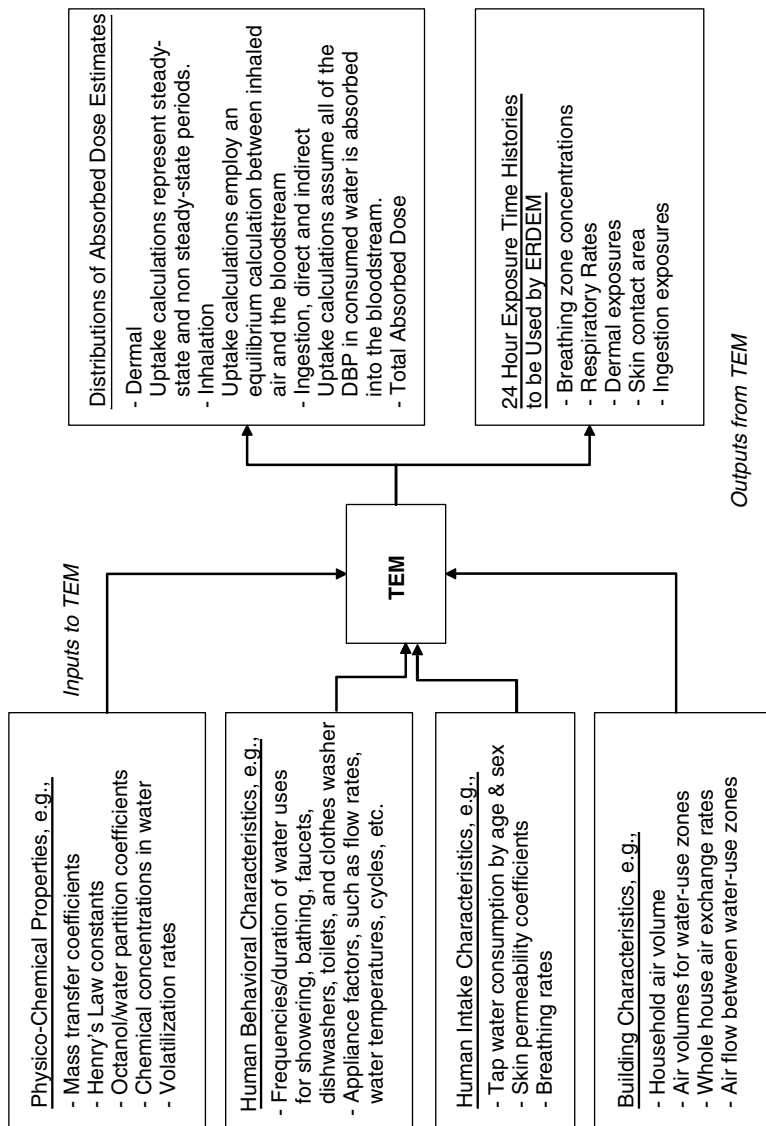 Inputs to TEM
Physico-Chemical Properties, e.g.,
- Mass transfer coefficients
- Henry's Law constants
- Octanol/water partition coefficients
- Chemical concentrations in water
- Volatilization rates
Human Behavioral Characteristics, e.g.,
- Frequencies/duration of water uses
for showering, bathing, faucets,
dishwashers, toilets, and clothes washer
- Appliance factors, such as flow rates,
water temperatures, cycles, etc.
Human Intake Characteristics, e.g.,
- Tap water consumption by age & sex
- Skin permeability coefficients
- Breathing rates
Building Characteristics, e.g.,
- Household air volume
- Air volumes for water-use zones
- Whole house air exchange rates
- Air flow between water-use zones
TEM
Distributions of Absorbed Dose Estimates
- Dermal
Uptake calculations represent steady-
state and non steady-state periods.
- Inhalation
Uptake calculations employ an
equilibrium calculation between inhaled
air and the bloodstream
- Ingestion, direct and indirect
Uptake calculations assume all of the
DBP in consumed water is absorbed
into the bloodstream.
- Total Absorbed Dose
24 Hour Exposure Time Histories
to be Used by ERDEM
- Breathing zone concentrations
- Respiratory Rates
- Dermal exposures
- Skin contact area
- Ingestion exposures
Outputs from TEM